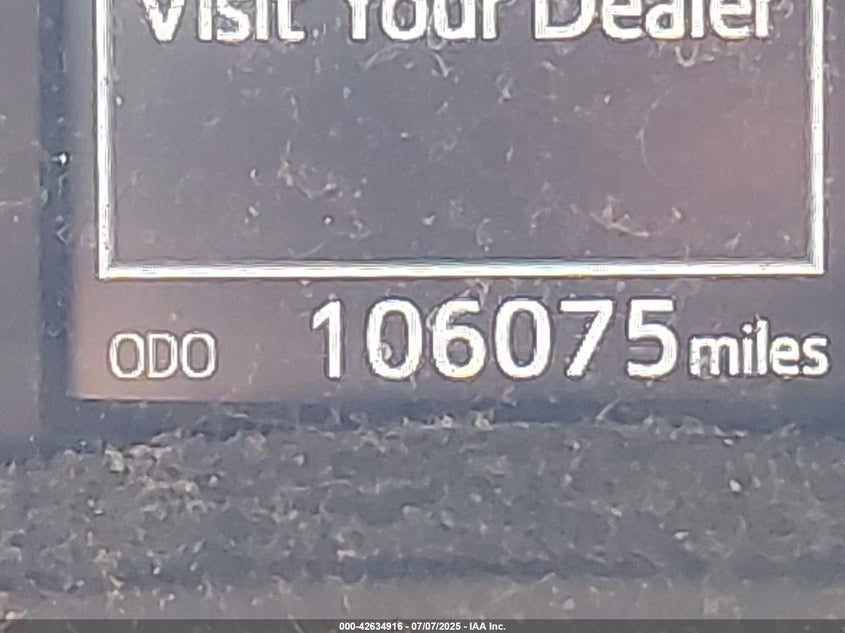 Visit Your Dealer
ODO 106075 miles
000-42634916 - 07/07/2025 - IAA Inc.